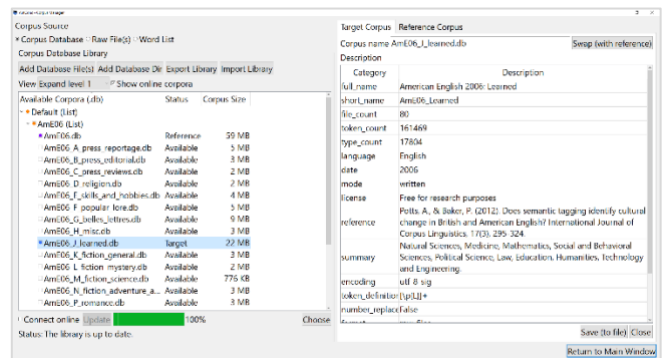 Corpus Source
Corpus Database Raw File(s) Word List
Corpus Database Library
Add Database File(s) Add Database Dir Export Library Import Library
View Expand level 1 Show online corpora
Available Corpora (.db) Status Corpus Size
Default (List)
AmE06 (List)
AmE06.db Reference 59 MB
AmE06_A_press_reportage.db Available 5 MB
AmE06_B_press_editorial.db Available 3 MB
AmE06_C_press_reviews.db Available 2 MB
AmE06_D_religion.db Available 2 MB
AmE06_E_skills_and_hobbies.db Available 4 MB
AmE06_F_popular_lore.db Available 5 MB
AmE06_G_belles_lettres.db Available 9 MB
AmE06_H_misc.db Available 3 MB
AmE06_J_learned.db Target 22 MB
AmE06_K_fiction_general.db Available 3 MB
AmE06_L_fiction_mystery.db Available 2 MB
AmE06_M_fiction_science.db Available 776 KB
AmE06_N_fiction_adventure_a... Available 3 MB
AmE06_P_romance.db Available 3 MB
Connect online Update 100% Choose
Status: The library is up to date.
Target Corpus Reference Corpus
Corpus name AmE06_J_learned.db Swap (with reference)
Description
Category Description
full_name American English 2006: Learned
short_name AmE06_Learned
file_count 80
token_count 161469
type_count 17804
language English
date 2006
mode written
license Free for research purposes
Potts, A., & Baker, P. (2012). Does semantic tagging identify cultural
reference change in British and American English? International Journal of
Corpus Linguistics, 17(3), 295-324.
Natural Sciences, Medicine, Mathematics, Social and Behavioral
summary Sciences, Political Science, Law, Education, Humanities, Technology
and Engineering.
encoding utf-8-sig
token_definition [\p{L}]+
number_replace False
Save (to file) Close
Return to Main Window